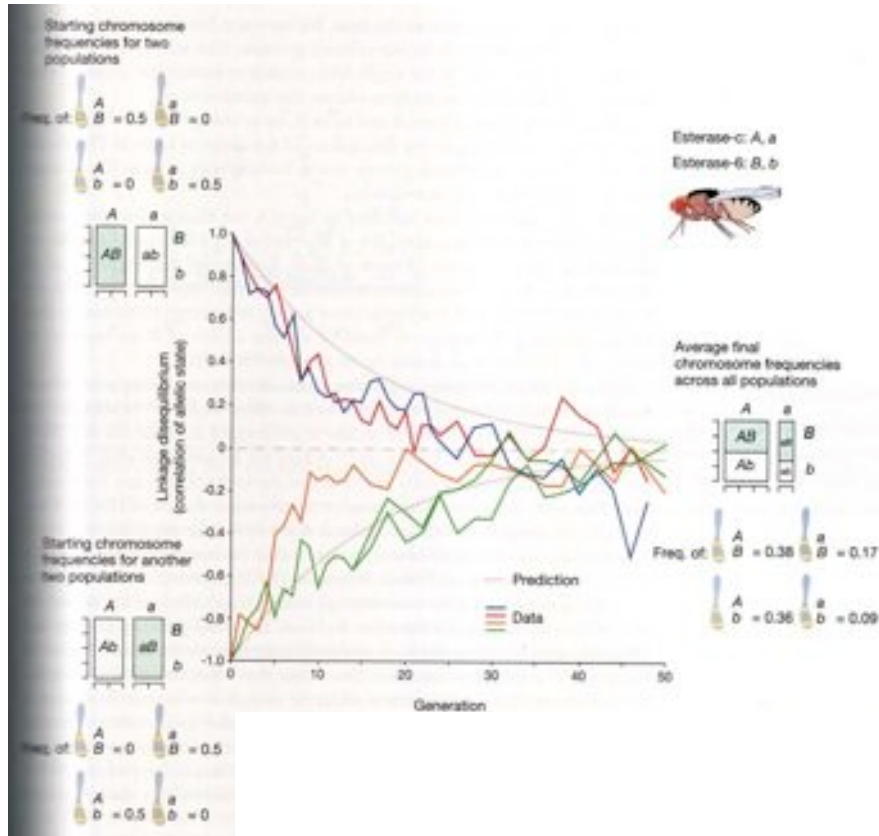 Starting chromosome
frequencies for two
populations
A a
Freq. of: B = 0.5 B = 0
A a
b = 0 b = 0.5
A a
AB ab
B
b
Esterase-c: A, a
Esterase-6: B, b
Linkage disequilibrium
(correlation of allelic state)
1.0
0.8
0.6
0.4
0.2
0
-0.2
-0.4
-0.6
-0.8
-1.0
0 10 20 30 40 50
Generation
Prediction
Data
Average final
chromosome frequencies
across all populations
A a
AB aB B
Ab ab b
A a
Freq. of: B = 0.38 B = 0.17
A a
b = 0.36 b = 0.09
Starting chromosome
frequencies for another
two populations
A a
Ab aB
B
b
A a
Freq. of: B = 0 B = 0.5
A a
b = 0.5 b = 0